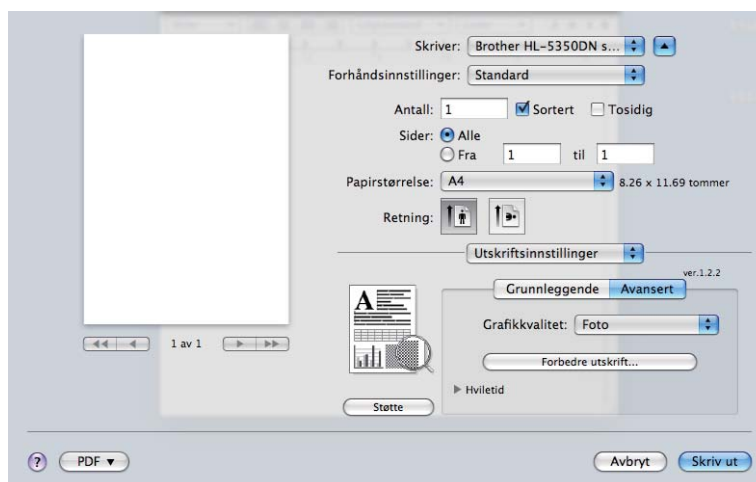 Skriver: Brother HL-5350DN s...
Forhåndsinnstillinger: Standard
Antall: 1 Sortert Tosidig
Sider: Alle
Fra 1 til 1
Papirstørrelse: A4 8.26 x 11.69 tommer
Retning:
Utskriftsinnstillinger
ver.1.2.2
Grunnleggende Avansert
A
Grafikkvalitet: Foto
1 av 1
Forbedre utskrift...
Hviletid
Støtte
? PDF Avbryt Skriv ut